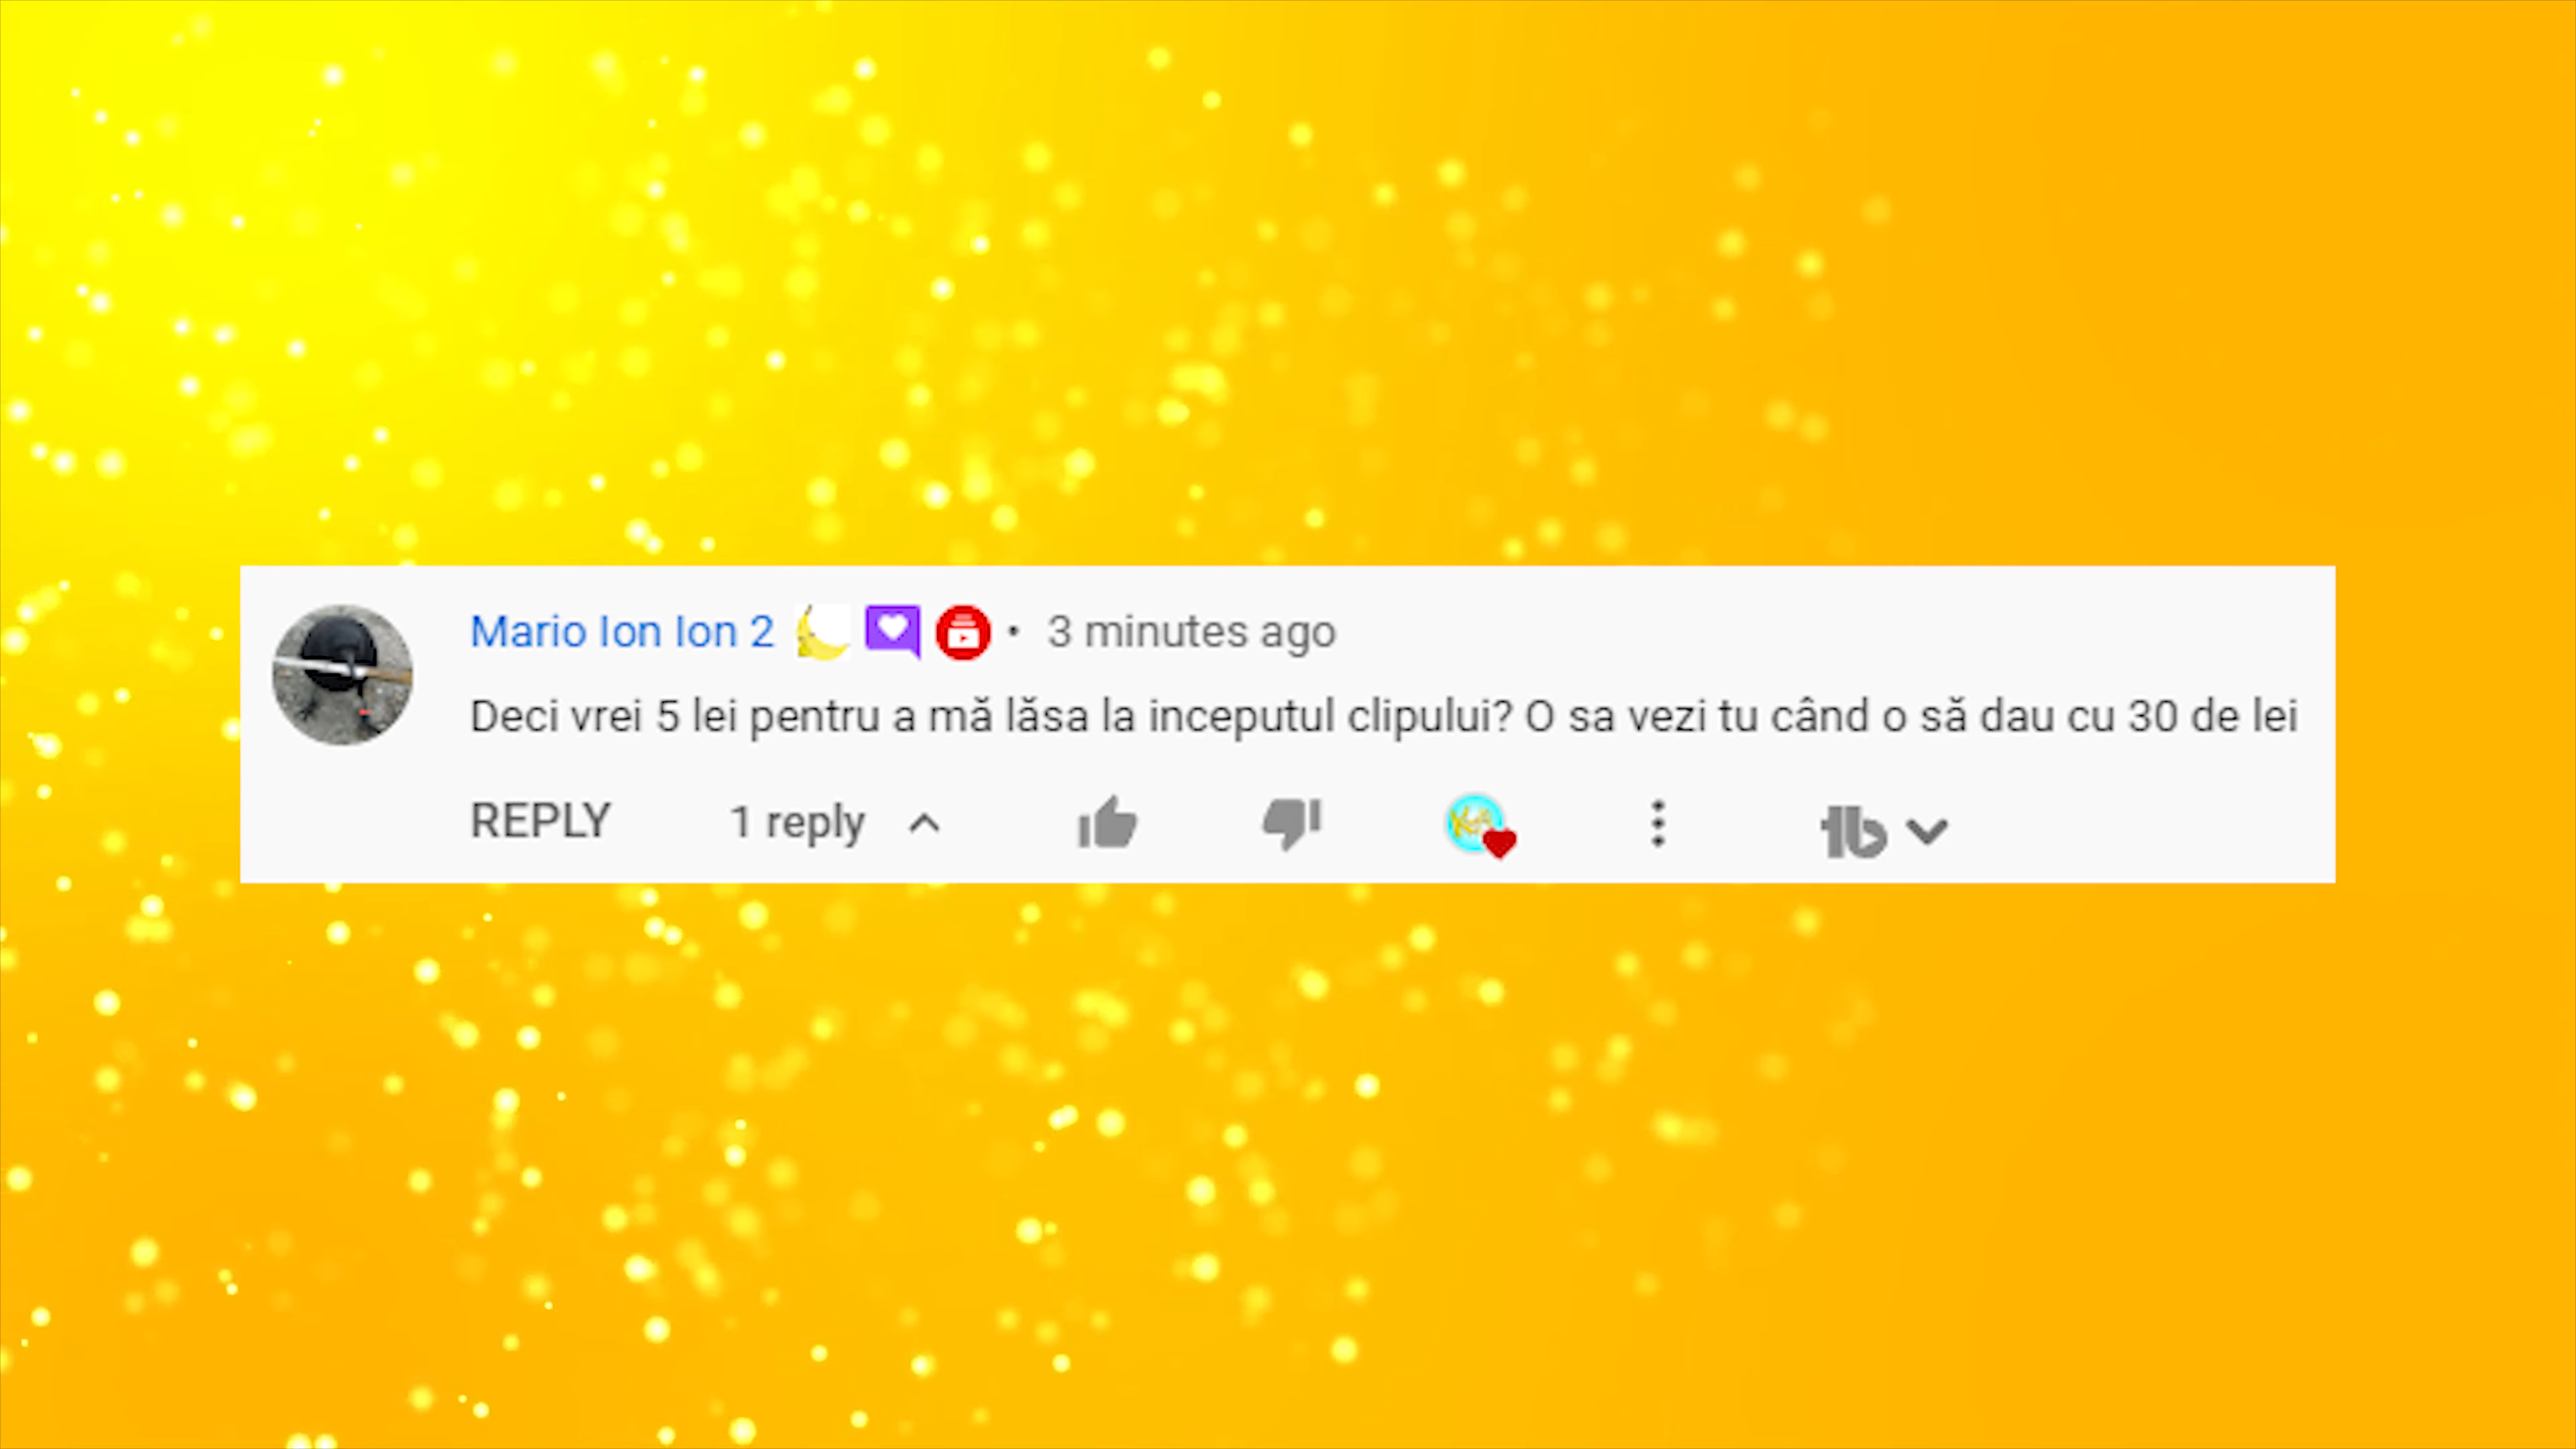 Mario Ion Ion 2 • 3 minutes ago
Deci vrei 5 lei pentru a mă lăsa la inceputul clipului? O sa vezi tu când o să dau cu 30 de lei
REPLY 1 reply